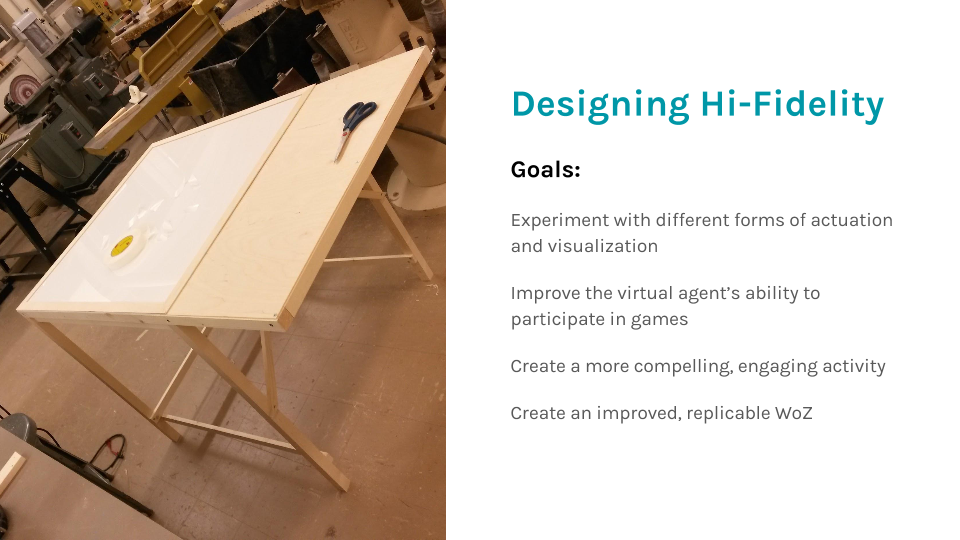 Designing Hi-Fidelity
Goals:
Experiment with different forms of actuation
and visualization
Improve the virtual agent’s ability to
participate in games
Create a more compelling, engaging activity
Create an improved, replicable WoZ